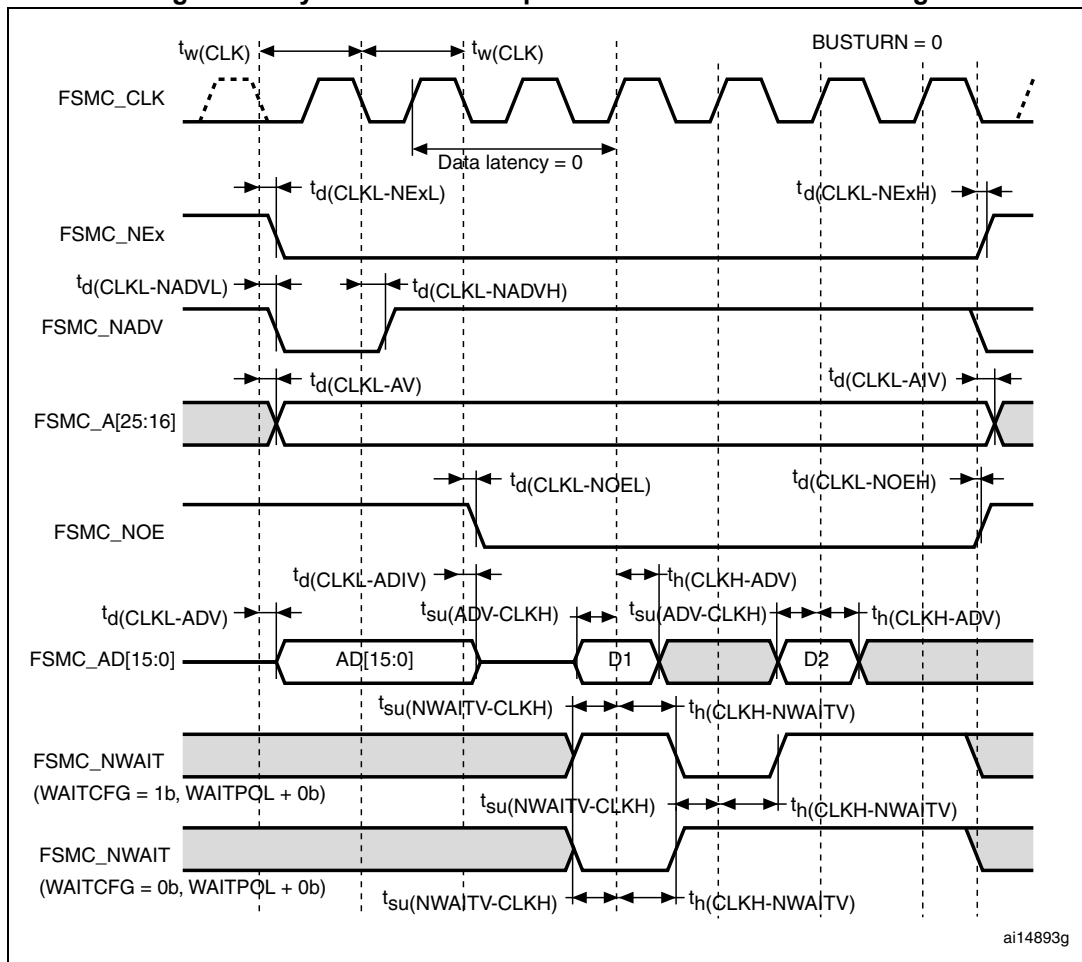 tw(CLK)
tw(CLK)
BUSTURN = 0
FSMC_CLK
Data latency = 0
td(CLKL-NExL)
td(CLKL-NExH)
FSMC_NEx
td(CLKL-NADVL)
td(CLKL-NADVH)
FSMC_NADV
td(CLKL-AV)
td(CLKL-AIV)
FSMC_A[25:16]
td(CLKL-NOEL)
td(CLKL-NOEH)
FSMC_NOE
td(CLKL-ADIV)
th(CLKH-ADV)
td(CLKL-ADV)
tsu(ADV-CLKH)
tsu(ADV-CLKH)
th(CLKH-ADV)
FSMC_AD[15:0]
AD[15:0]
D1
D2
tsu(NWAITV-CLKH)
th(CLKH-NWAITV)
FSMC_NWAIT
(WAITCFG = 1b, WAITPOL + 0b)
tsu(NWAITV-CLKH)
th(CLKH-NWAITV)
FSMC_NWAIT
(WAITCFG = 0b, WAITPOL + 0b)
tsu(NWAITV-CLKH)
th(CLKH-NWAITV)
ai14893g